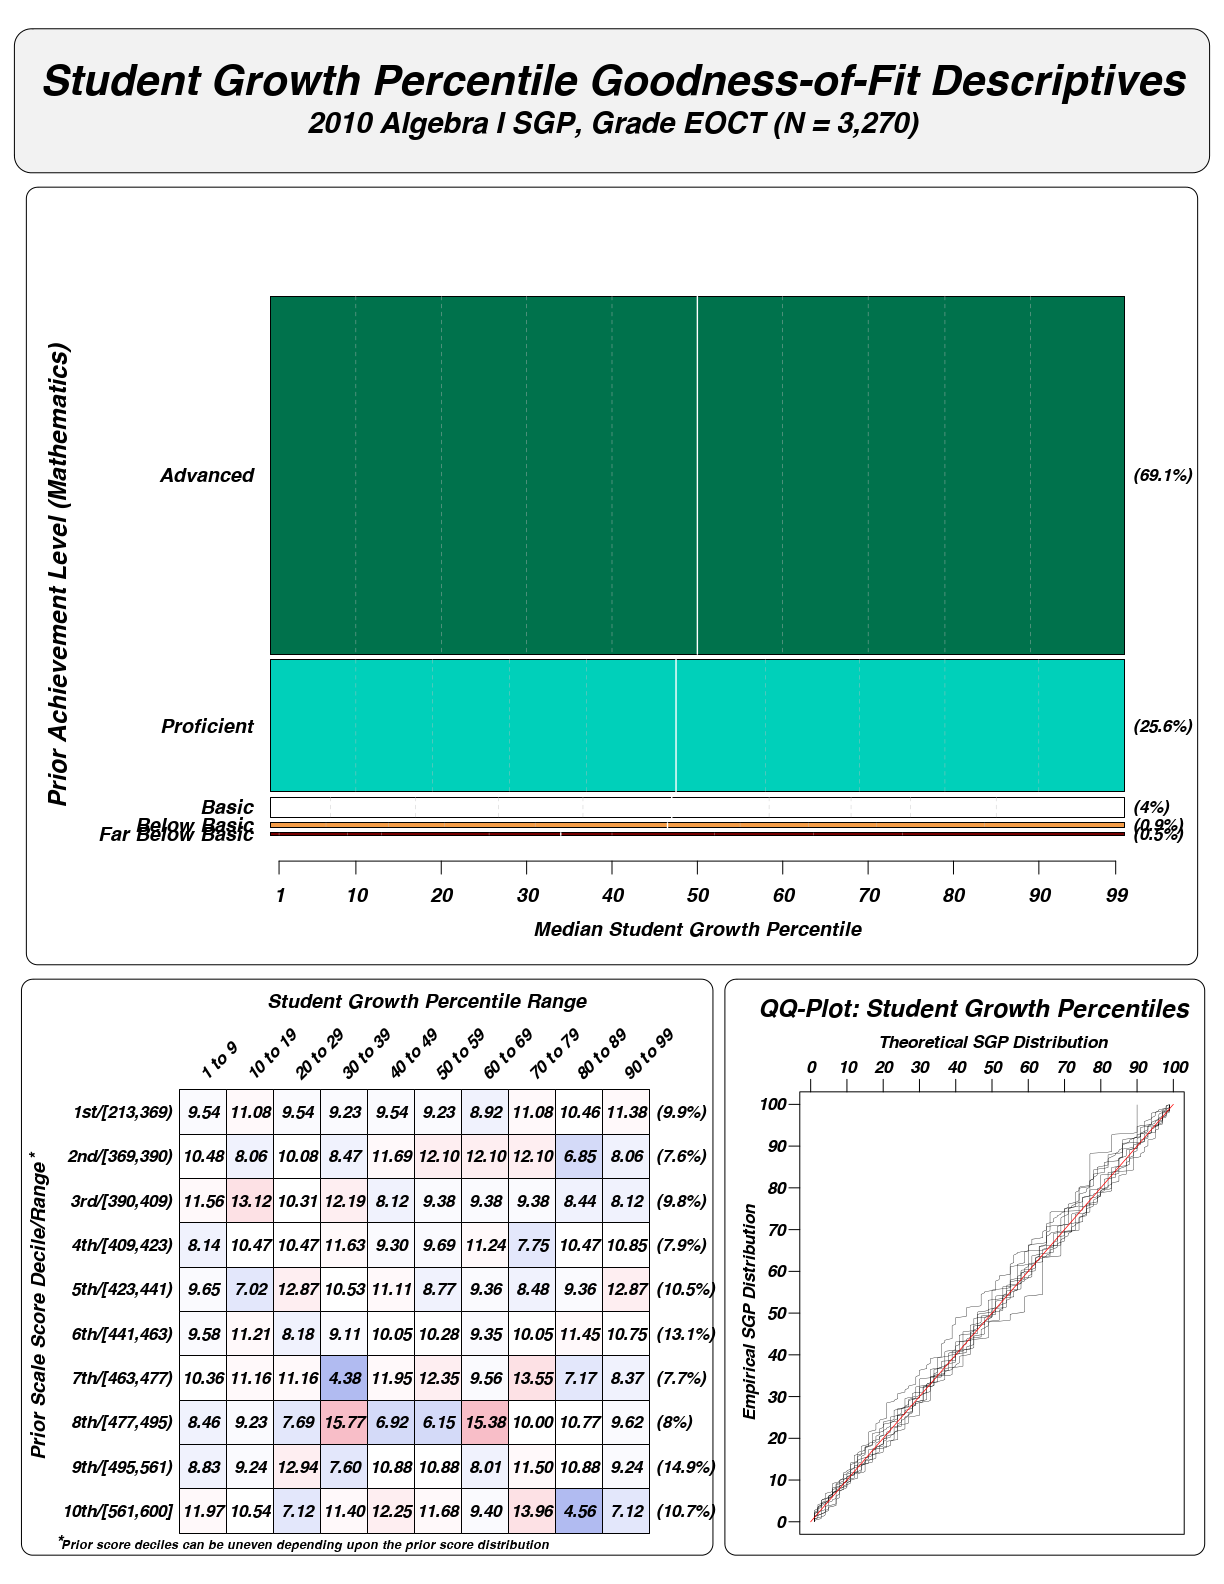 Student Growth Percentile Goodness-of-Fit Descriptives
2010 Algebra I SGP, Grade EOCT (N = 3,270)
Prior Achievement Level (Mathematics)
Advanced (69.1%)
Proficient (25.6%)
Basic (4%)
Below Basic (0.9%)
Far Below Basic (0.5%)
1 10 20 30 40 50 60 70 80 90 99
Median Student Growth Percentile
Student Growth Percentile Range
1 to 9 10 to 19 20 to 29 30 to 39 40 to 49 50 to 59 60 to 69 70 to 79 80 to 89 90 to 99
Prior Scale Score Decile/Range*
1st/[213,369) 9.54 11.08 9.54 9.23 9.54 9.23 8.92 11.08 10.46 11.38 (9.9%)
2nd/[369,390) 10.48 8.06 10.08 8.47 11.69 12.10 12.10 12.10 6.85 8.06 (7.6%)
3rd/[390,409) 11.56 13.12 10.31 12.19 8.12 9.38 9.38 9.38 8.44 8.12 (9.8%)
4th/[409,423) 8.14 10.47 10.47 11.63 9.30 9.69 11.24 7.75 10.47 10.85 (7.9%)
5th/[423,441) 9.65 7.02 12.87 10.53 11.11 8.77 9.36 8.48 9.36 12.87 (10.5%)
6th/[441,463) 9.58 11.21 8.18 9.11 10.05 10.28 9.35 10.05 11.45 10.75 (13.1%)
7th/[463,477) 10.36 11.16 11.16 4.38 11.95 12.35 9.56 13.55 7.17 8.37 (7.7%)
8th/[477,495) 8.46 9.23 7.69 15.77 6.92 6.15 15.38 10.00 10.77 9.62 (8%)
9th/[495,561) 8.83 9.24 12.94 7.60 10.88 10.88 8.01 11.50 10.88 9.24 (14.9%)
10th/[561,600] 11.97 10.54 7.12 11.40 12.25 11.68 9.40 13.96 4.56 7.12 (10.7%)
*Prior score deciles can be uneven depending upon the prior score distribution
QQ-Plot: Student Growth Percentiles
Theoretical SGP Distribution
0 10 20 30 40 50 60 70 80 90 100
Empirical SGP Distribution
100
90
80
70
60
50
40
30
20
10
0